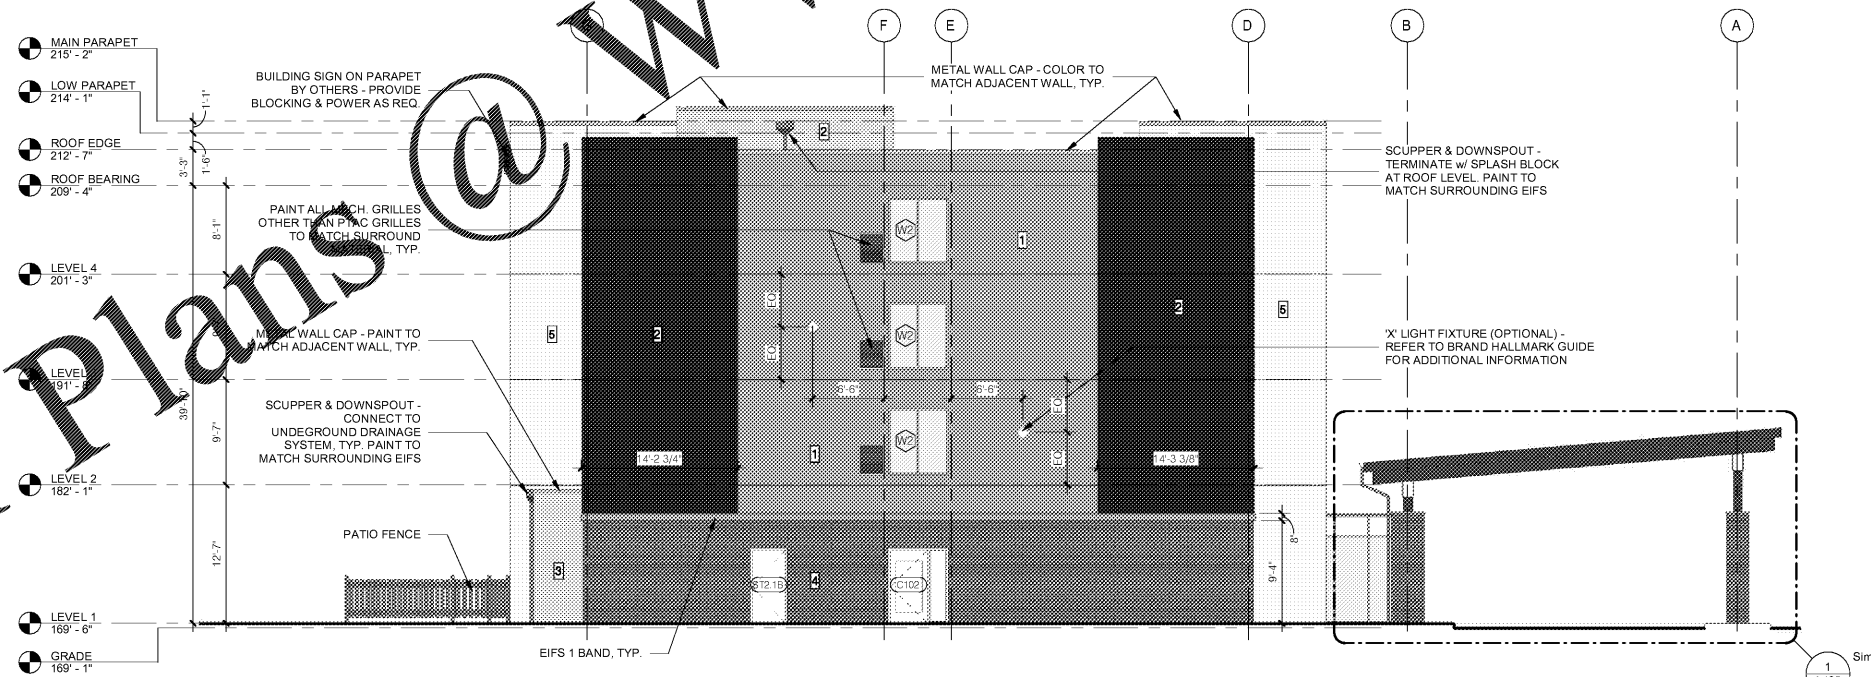 Plans @ W
F
E
D
B
A
MAIN PARAPET
215' - 2"
LOW PARAPET
214' - 1"
ROOF EDGE
212' - 7"
ROOF BEARING
209' - 4"
LEVEL 4
201' - 3"
LEVEL
191' - 8"
LEVEL 2
182' - 1"
LEVEL 1
169' - 6"
GRADE
169' - 1"
1'-1"
1'-6"
3'-3"
8'-1"
39'-10"
9'-7"
12'-7"
BUILDING SIGN ON PARAPET
BY OTHERS - PROVIDE
BLOCKING & POWER AS REQ.
PAINT ALL MECH. GRILLES
OTHER THAN PTAC GRILLES
TO MATCH SURROUND
MATERIAL, TYP.
METAL WALL CAP - PAINT TO
MATCH ADJACENT WALL, TYP.
SCUPPER & DOWNSPOUT -
CONNECT TO
UNDEGROUND DRAINAGE
SYSTEM, TYP. PAINT TO
MATCH SURROUNDING EIFS
PATIO FENCE
EIFS 1 BAND, TYP.
METAL WALL CAP - COLOR TO
MATCH ADJACENT WALL, TYP.
SCUPPER & DOWNSPOUT -
TERMINATE w/ SPLASH BLOCK
AT ROOF LEVEL. PAINT TO
MATCH SURROUNDING EIFS
'X' LIGHT FIXTURE (OPTIONAL) -
REFER TO BRAND HALLMARK GUIDE
FOR ADDITIONAL INFORMATION
2
W2
1
5
2
2
5
EQ
EQ
W2
6'-6"
6'-6"
EQ
EQ
W2
1
14'-2 3/4"
14'-3 3/8"
3
ST2.1B
4
C102
8"
9'-4"
1
Sim